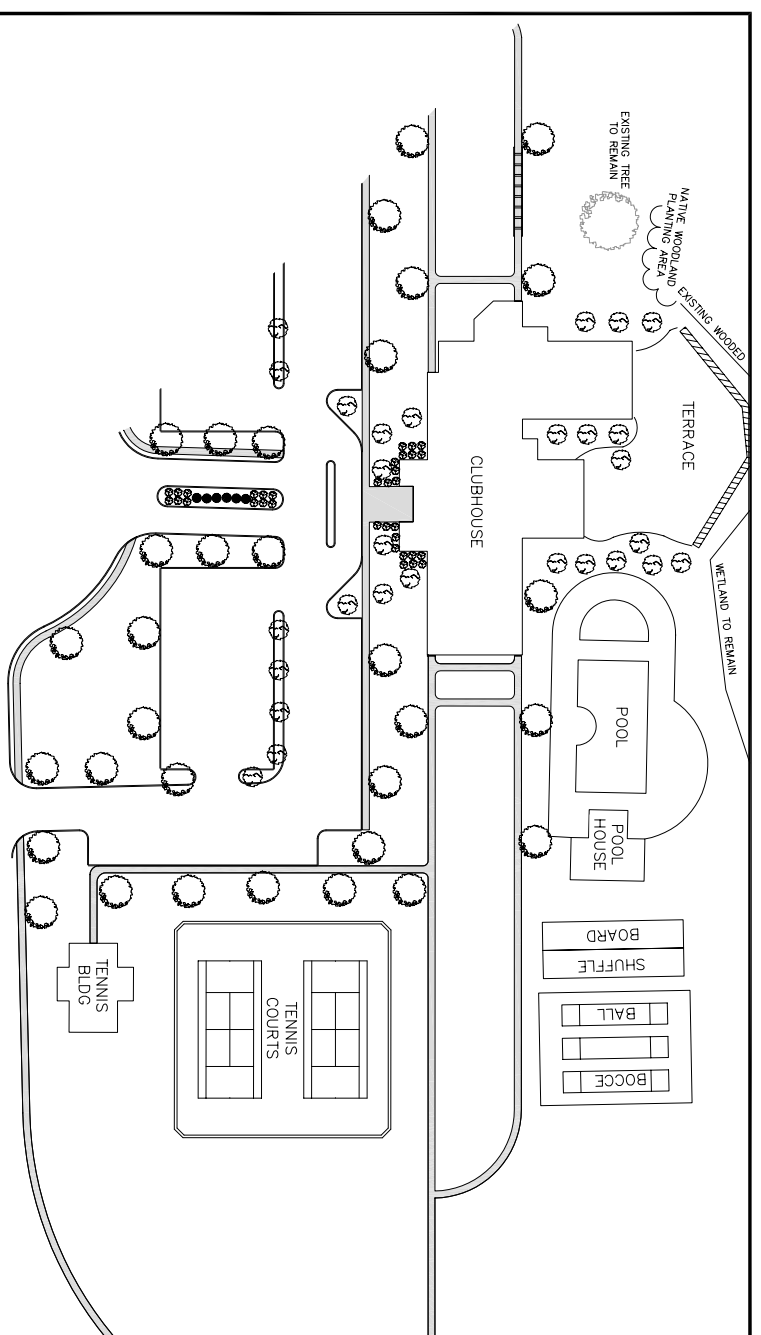 EXISTING TREE
TO REMAIN
NATIVE WOODLAND
PLANTING AREA
EXISTING WOODED
TERRACE
CLUBHOUSE
WETLAND TO REMAIN
POOL
POOL
HOUSE
SHUFFLE
BOARD
BOCCE
BALL
TENNIS
COURTS
TENNIS
BLDG